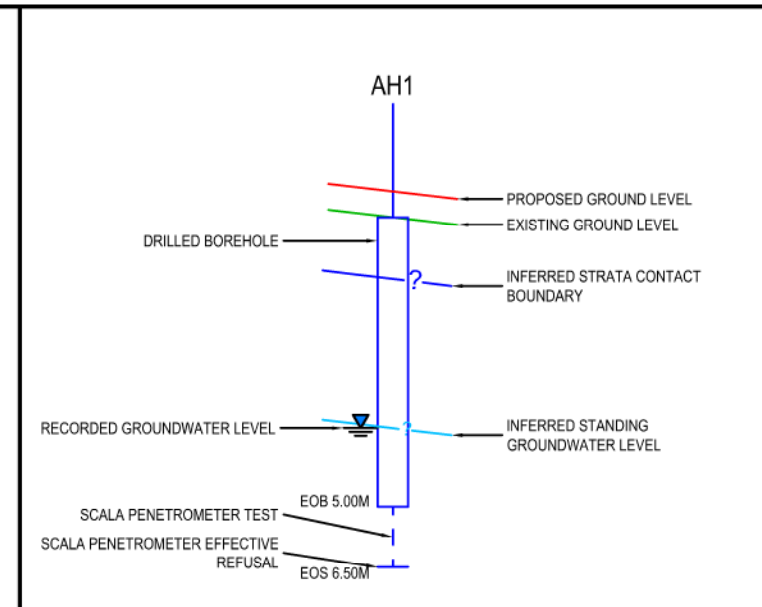 AH1
PROPOSED GROUND LEVEL
EXISTING GROUND LEVEL
DRILLED BOREHOLE
?
INFERRED STRATA CONTACT
BOUNDARY
RECORDED GROUNDWATER LEVEL
?
INFERRED STANDING
GROUNDWATER LEVEL
EOB 5.00M
SCALA PENETROMETER TEST
SCALA PENETROMETER EFFECTIVE
REFUSAL
EOS 6.50M